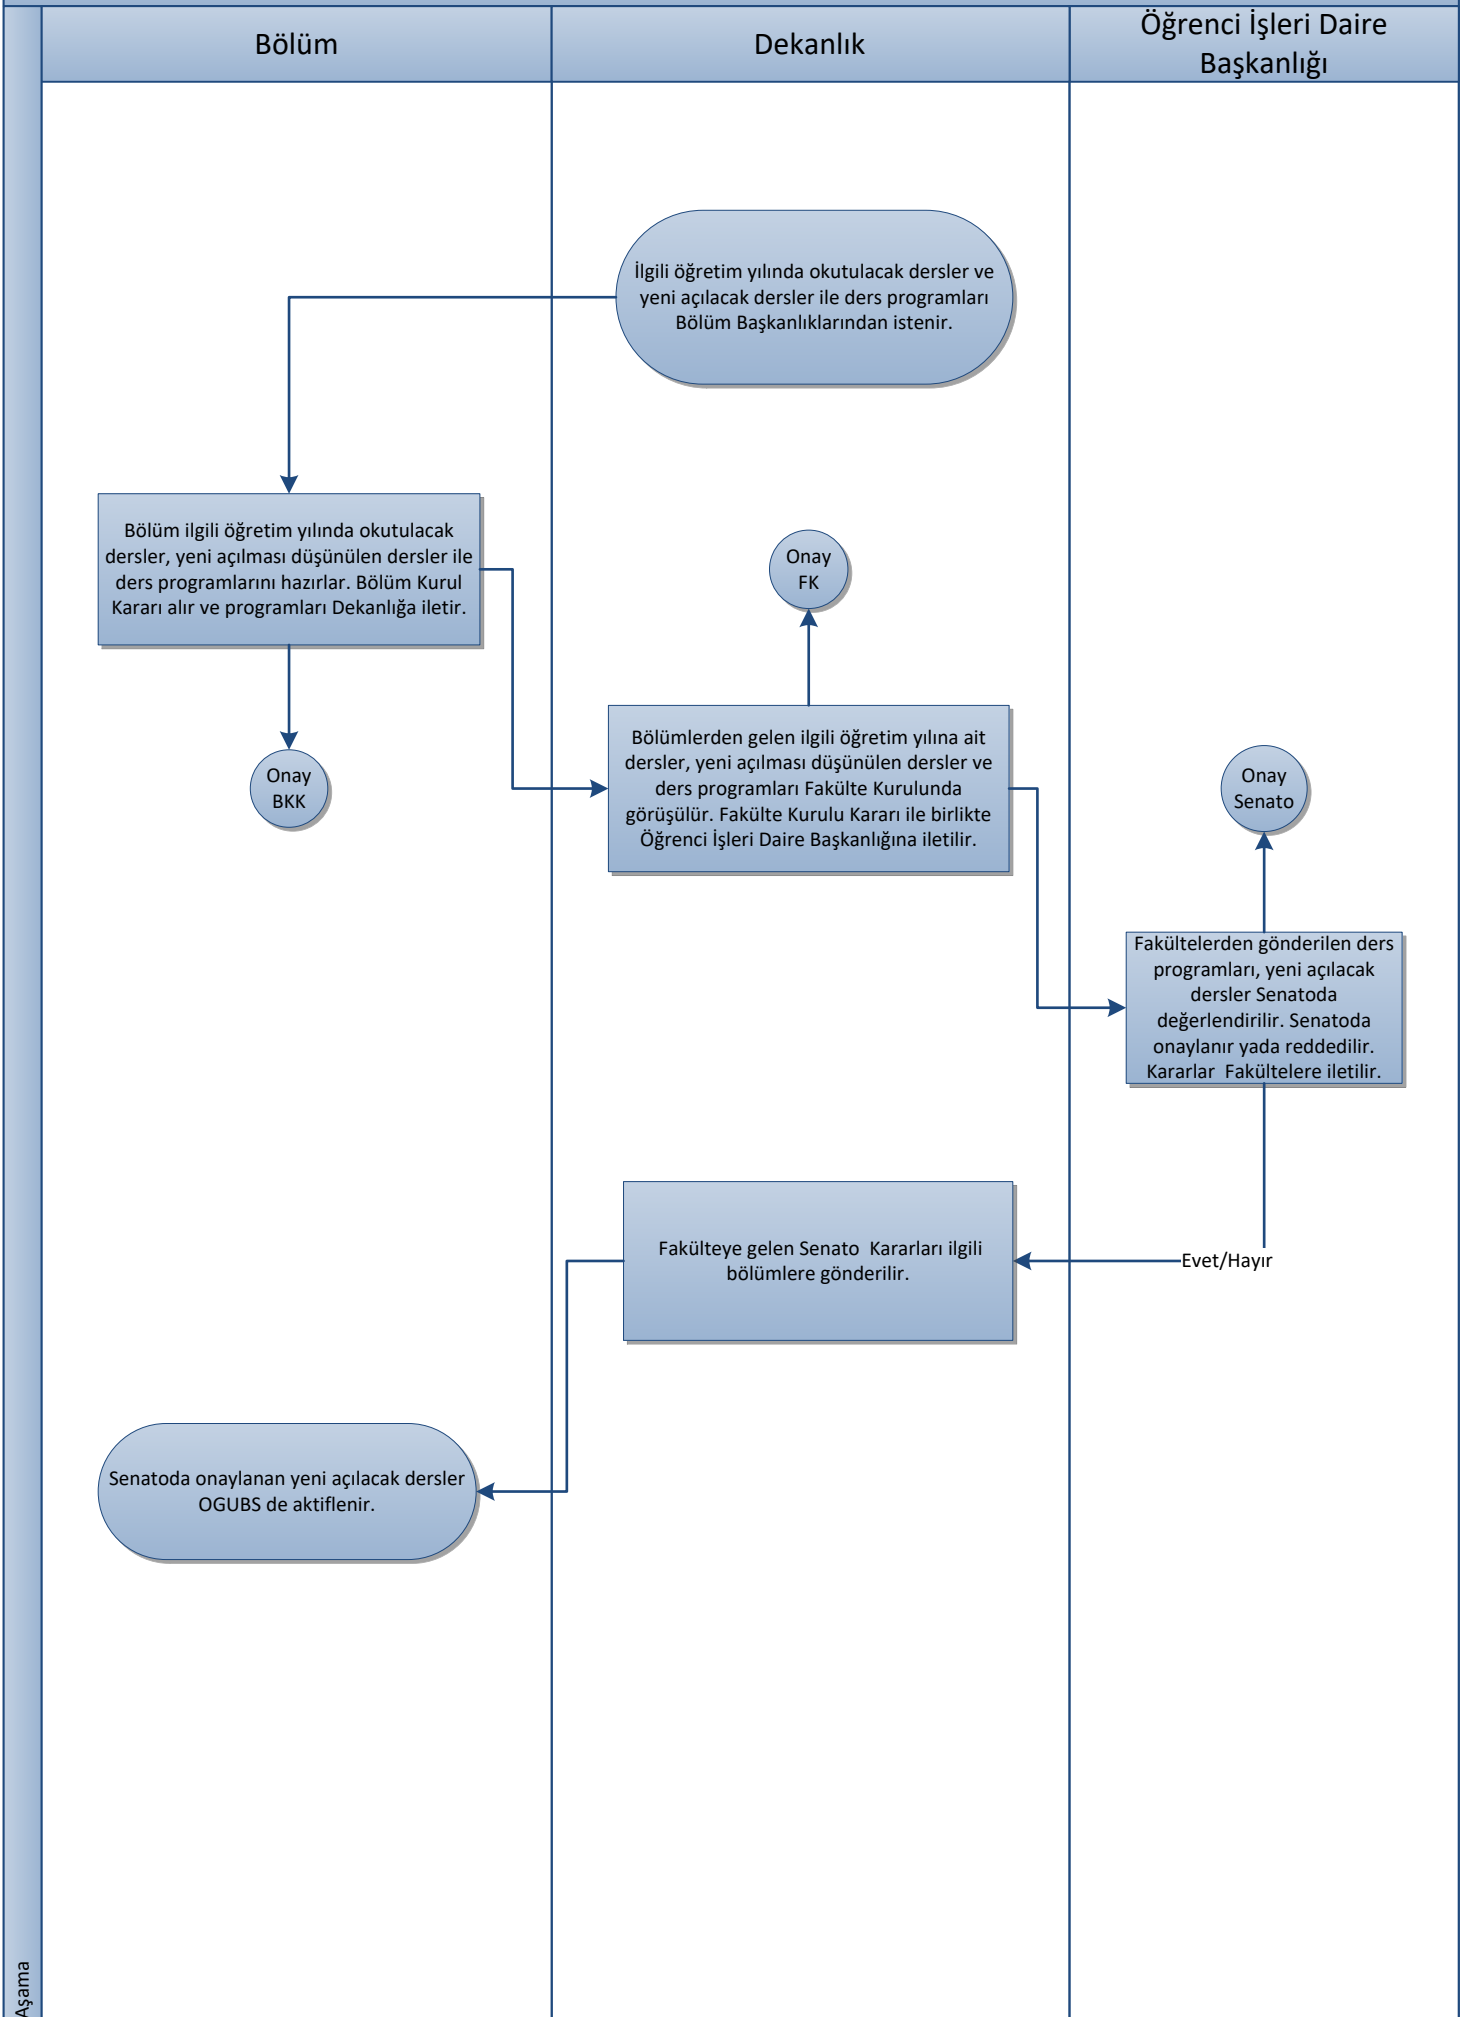 Bölüm
Dekanlık
Öğrenci İşleri Daire
Başkanlığı
İlgili öğretim yılında okutulacak dersler ve
yeni açılacak dersler ile ders programları
Bölüm Başkanlıklarından istenir.
Bölüm ilgili öğretim yılında okutulacak
dersler, yeni açılması düşünülen dersler ile
ders programlarını hazırlar. Bölüm Kurul
Kararı alır ve programları Dekanlığa iletir.
Onay
FK
Onay
BKK
Bölümlerden gelen ilgili öğretim yılına ait
dersler, yeni açılması düşünülen dersler ve
ders programları Fakülte Kurulunda
görüşülür. Fakülte Kurulu Kararı ile birlikte
Öğrenci İşleri Daire Başkanlığına iletilir.
Onay
Senato
Fakültelerden gönderilen ders
programları, yeni açılacak
dersler Senatoda
değerlendirilir. Senatoda
onaylanır yada reddedilir.
Kararlar  Fakültelere iletilir.
Evet/Hayır
Fakülteye gelen Senato  Kararları ilgili
bölümlere gönderilir.
Senatoda onaylanan yeni açılacak dersler
OGUBS de aktiflenir.
Aşama